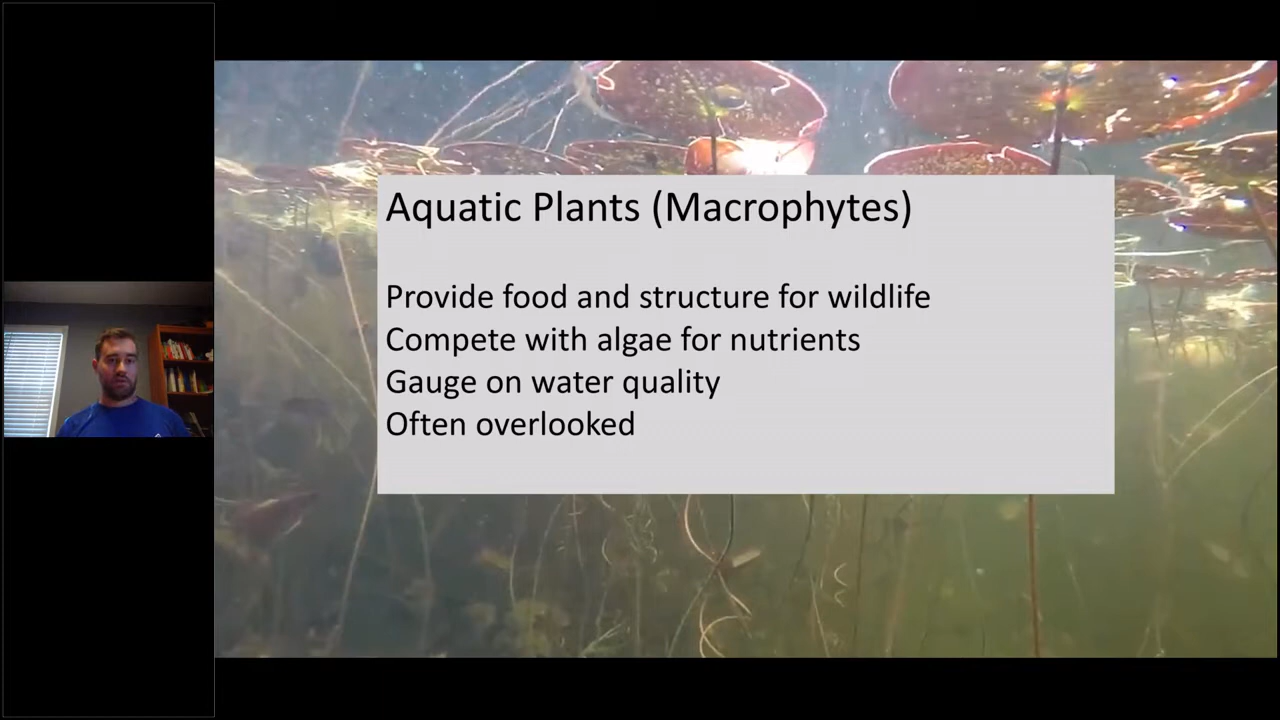 Aquatic Plants (Macrophytes)
Provide food and structure for wildlife
Compete with algae for nutrients
Gauge on water quality
Often overlooked